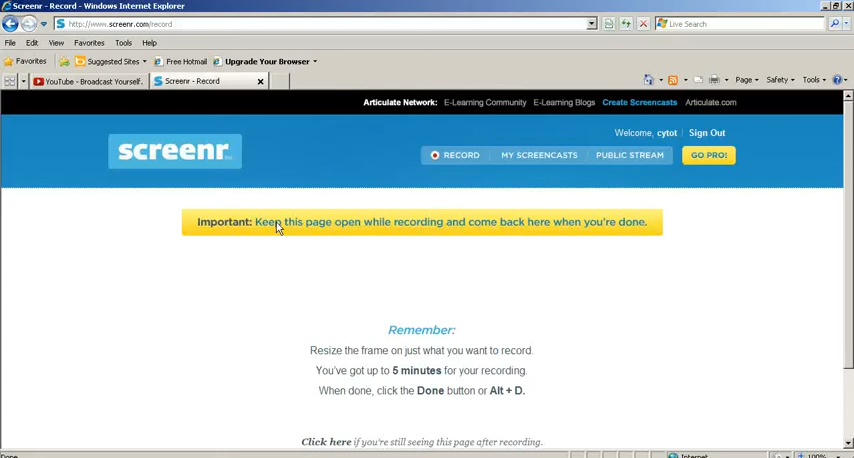 Screenr - Record - Windows Internet Explorer
http://www.screenr.com/record
Live Search
File Edit View Favorites Tools Help
Favorites Suggested Sites Free Hotmail Upgrade Your Browser
YouTube - Broadcast Yourself. Screenr - Record Page Safety Tools
Articulate Network: E-Learning Community E-Learning Blogs Create Screencasts Articulate.com
Welcome, cytot Sign Out
screenr
RECORD MY SCREENCASTS PUBLIC STREAM GO PRO!
Important: Keep this page open while recording and come back here when you're done.
Remember:
Resize the frame on just what you want to record.
You've got up to 5 minutes for your recording.
When done, click the Done button or Alt + D.
Click here if you're still seeing this page after recording.
Done Internet 100%